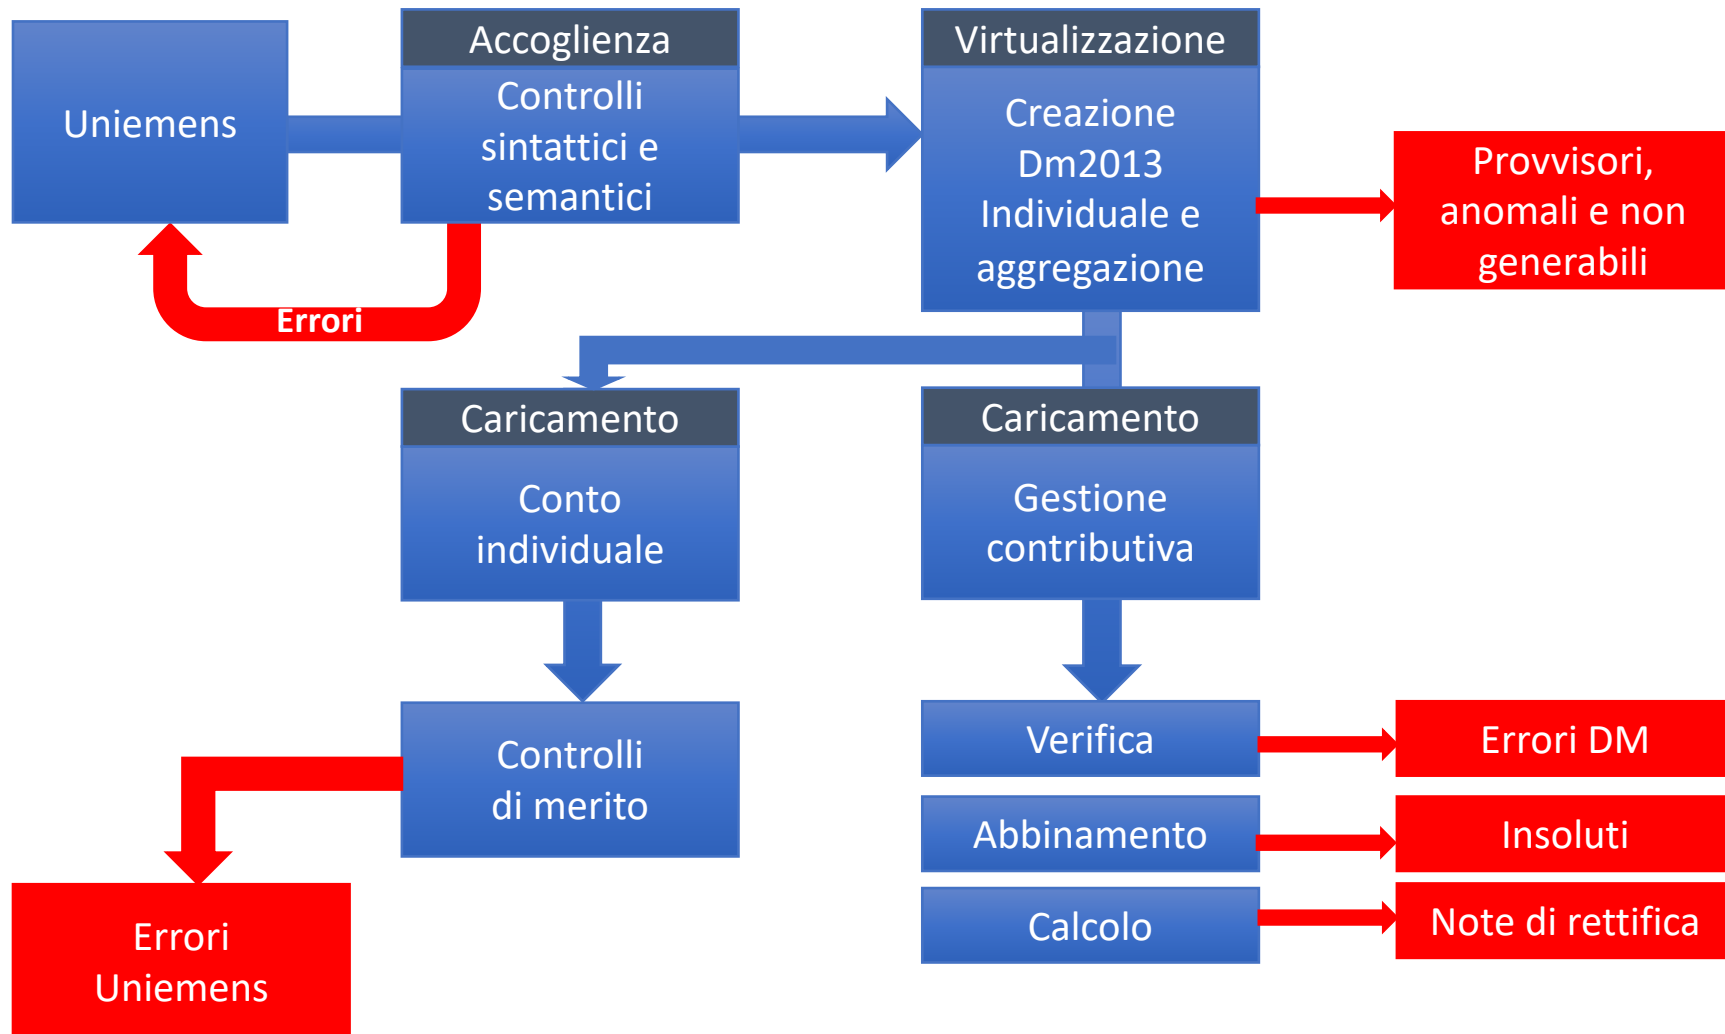 Uniemens
Accoglienza
Controlli
sintattici e
semantici
Errori
Virtualizzazione
Creazione
Dm2013
Individuale e
aggregazione
Provvisori,
anomali e non
generabili
Caricamento
Conto
individuale
Caricamento
Gestione
contributiva
Controlli
di merito
Errori
Uniemens
Verifica
Errori DM
Abbinamento
Insoluti
Calcolo
Note di rettifica